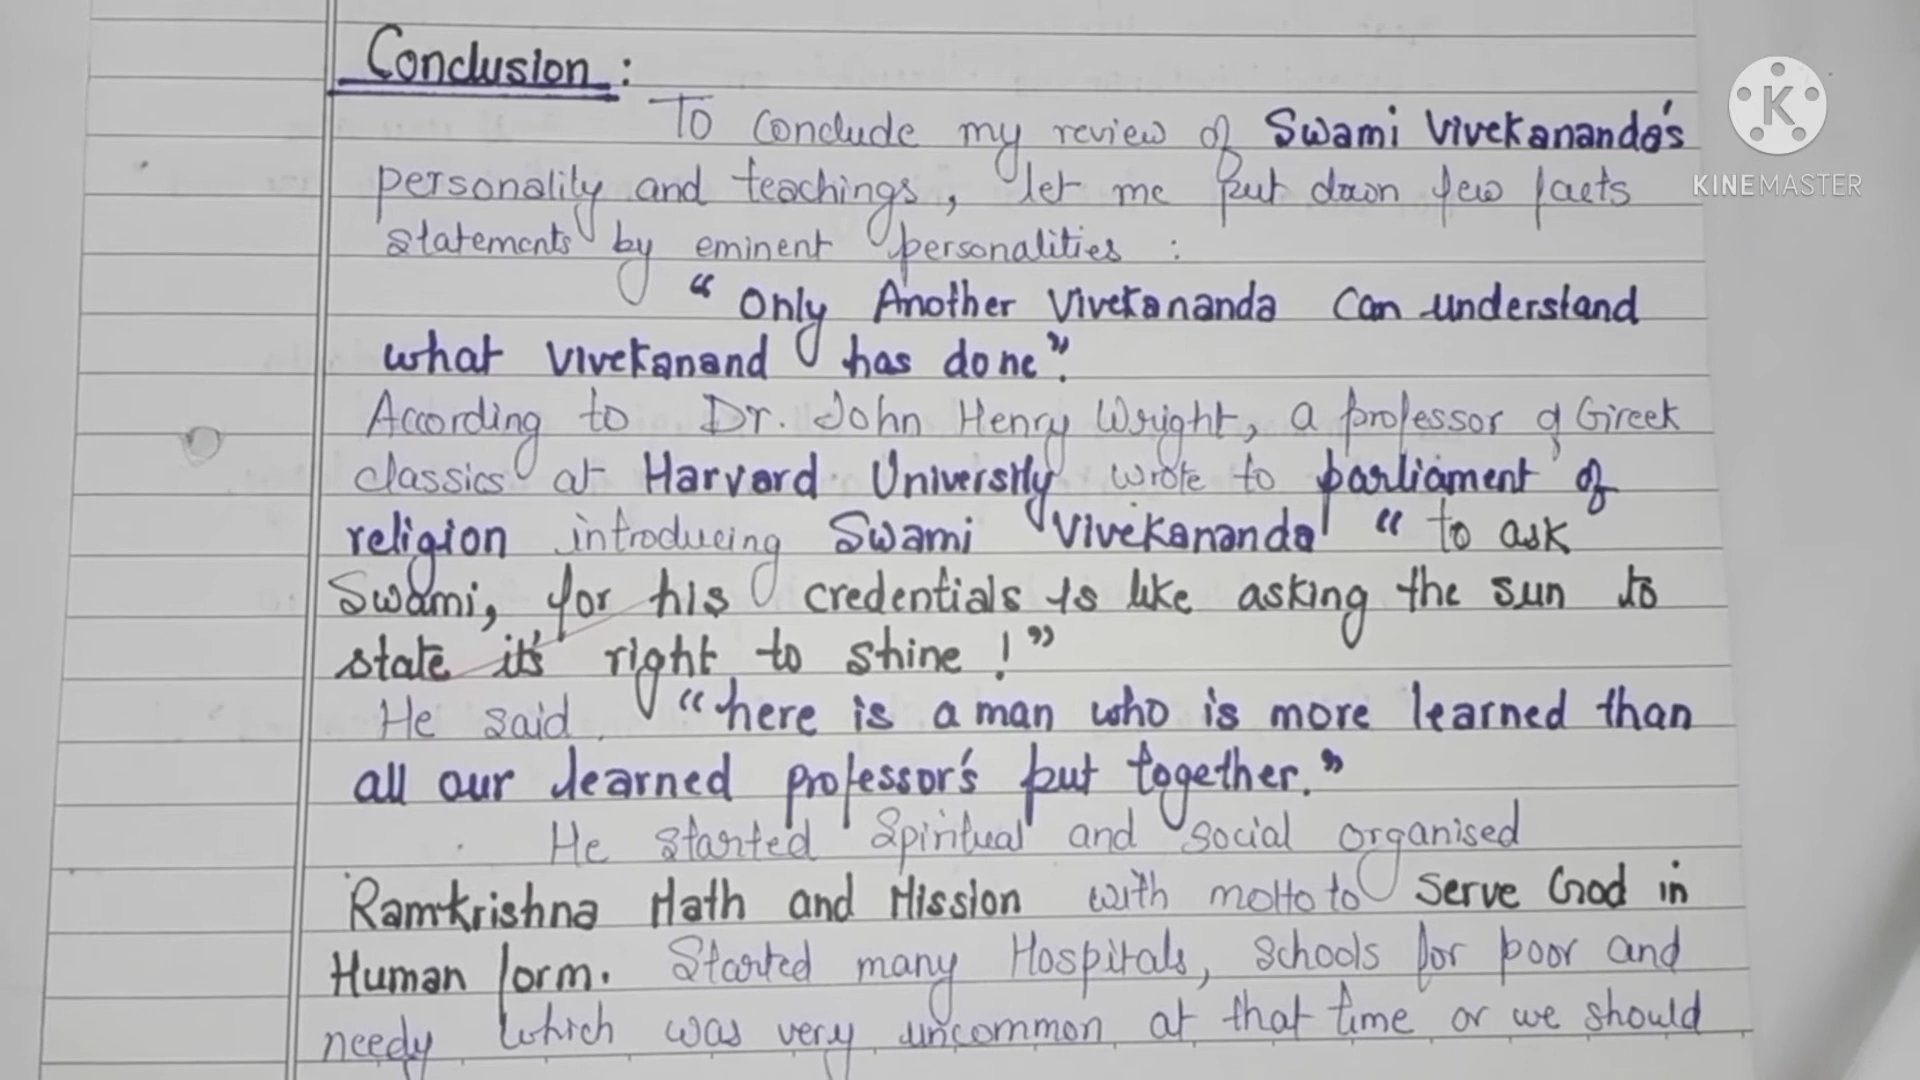 Conclusion :
To conclude my review of Swami Vivekananda's
personality and teachings, let me put down few facts
statements by eminent personalities :
“ Only Another Vivekananda Can understand
what Vivekanand has done”.
According to Dr. John Henry Wright, a professor of Greek
classics at Harvard University wrote to parliament of
religion introducing Swami Vivekananda “ to ask
Swami, for his credentials is like asking the sun to
state it's right to shine !”
He said “here is a man who is more learned than
all our learned professor's put together.”
He started Spiritual and social organised
Ramkrishna Math and Mission with motto to serve God in
Human form. Started many Hospitals, schools for poor and
needy which was very uncommon at that time or we should
K
KINEMASTER